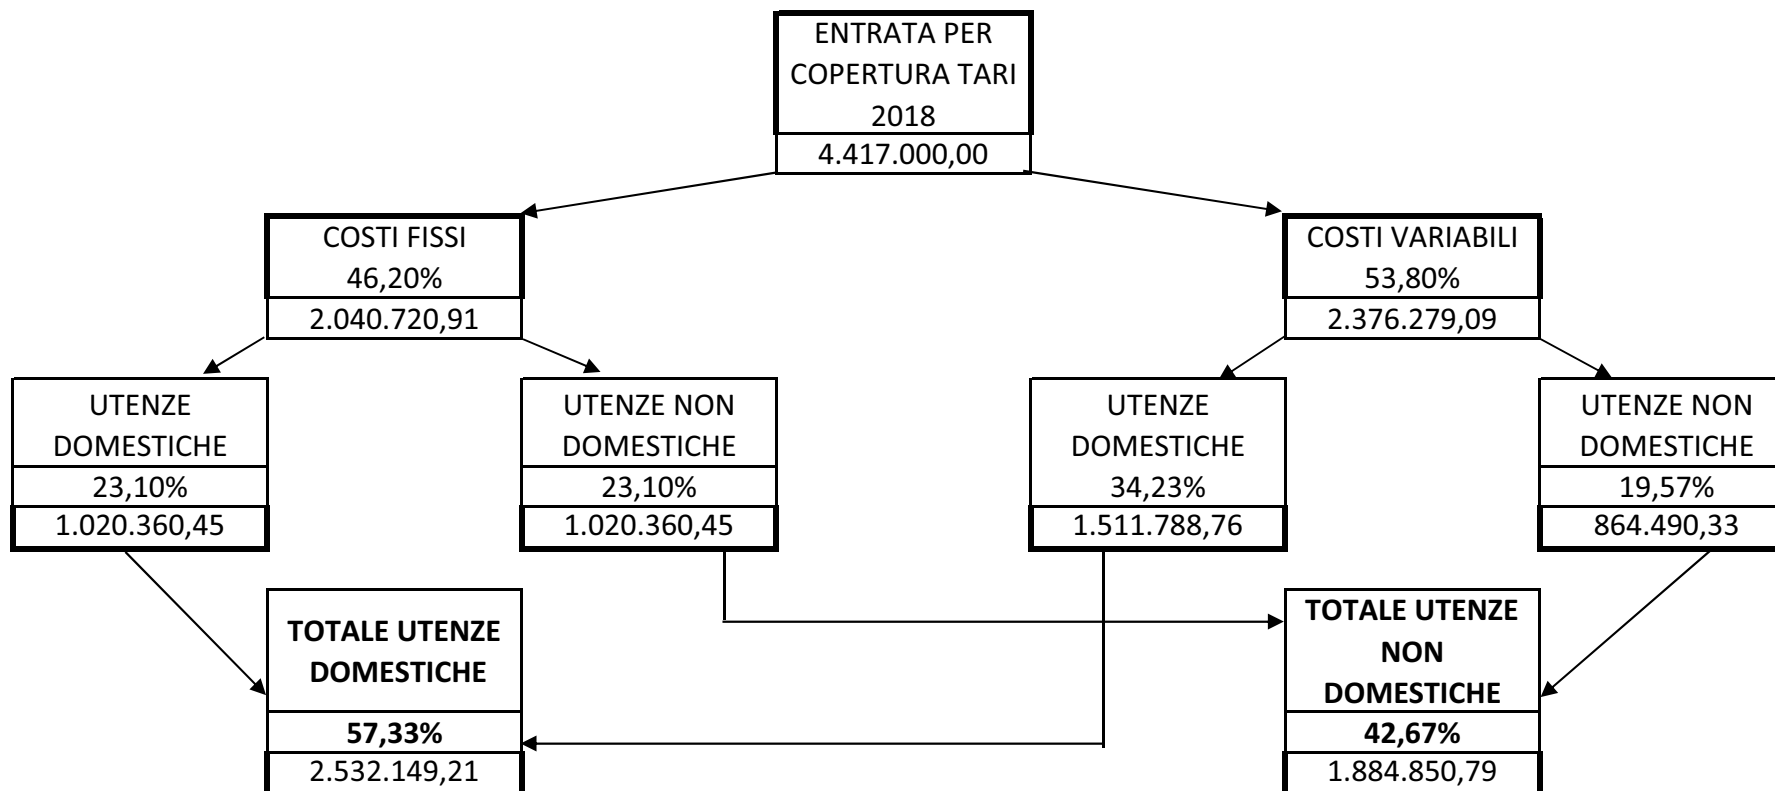 ENTRATA PER
COPERTURA TARI
2018
4.417.000,00
COSTI FISSI
46,20%
2.040.720,91
COSTI VARIABILI
53,80%
2.376.279,09
UTENZE
DOMESTICHE
23,10%
1.020.360,45
UTENZE NON
DOMESTICHE
23,10%
1.020.360,45
UTENZE
DOMESTICHE
34,23%
1.511.788,76
UTENZE NON
DOMESTICHE
19,57%
864.490,33
TOTALE UTENZE
DOMESTICHE
57,33%
2.532.149,21
TOTALE UTENZE
NON
DOMESTICHE
42,67%
1.884.850,79